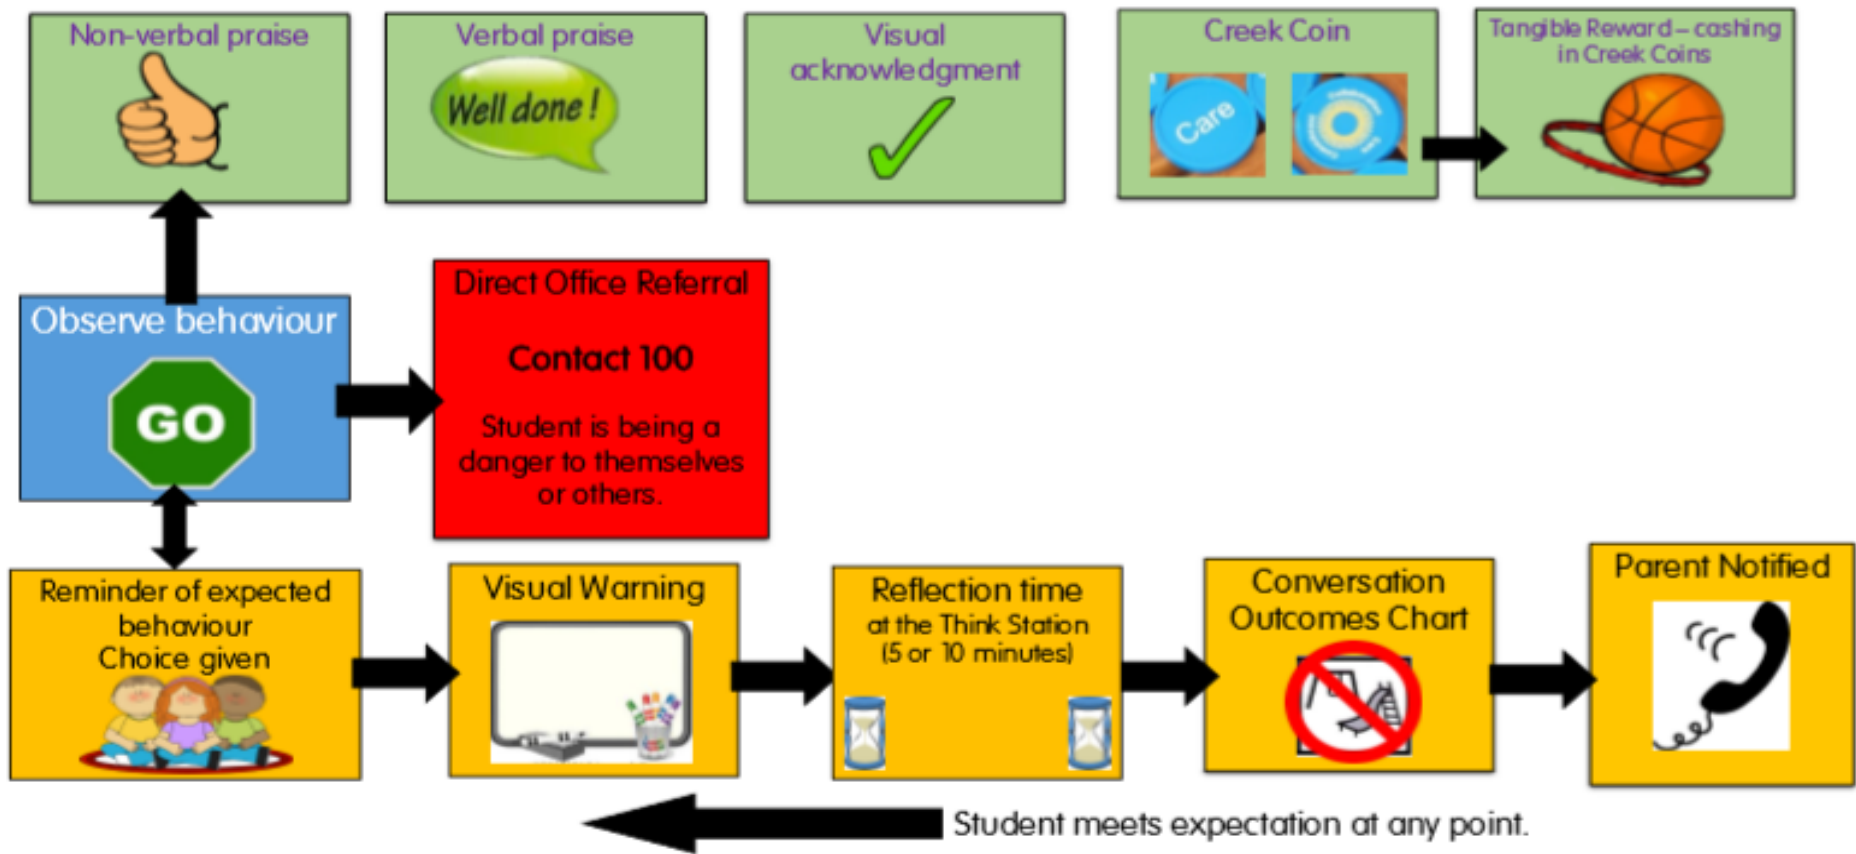 Non-verbal praise
Verbal praise
Well done !
Visual
acknowledgment
Creek Coin
Care
Tangible Reward – cashing
in Creek Coins
Observe behaviour
GO
Direct Office Referral
Contact 100
Student is being a
danger to themselves
or others.
Reminder of expected
behaviour
Choice given
Visual Warning
Reflection time
at the Think Station
(5 or 10 minutes)
Conversation
Outcomes Chart
Parent Notified
Student meets expectation at any point.